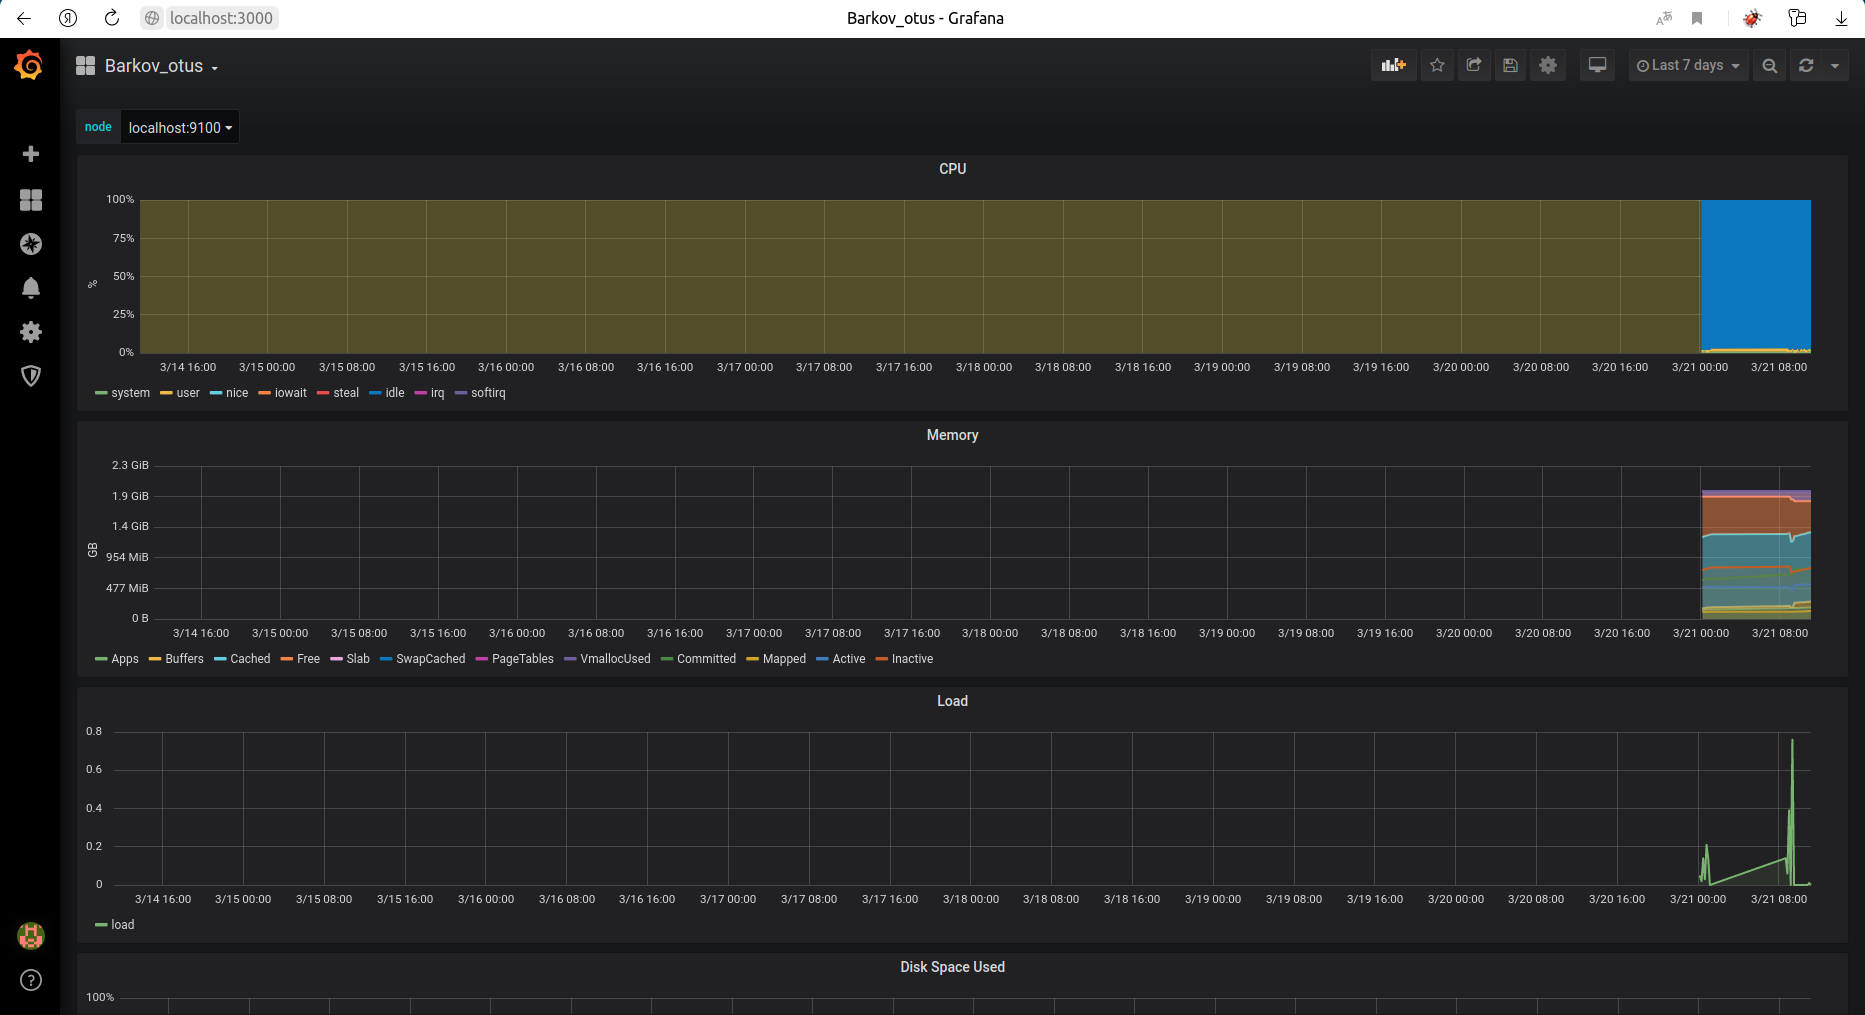 localhost:3000
Barkov_otus - Grafana
Barkov_otus
Last 7 days
node localhost:9100
CPU
100%
75%
50%
25%
0%
%
3/14 16:00 3/15 00:00 3/15 08:00 3/15 16:00 3/16 00:00 3/16 08:00 3/16 16:00 3/17 00:00 3/17 08:00 3/17 16:00 3/18 00:00 3/18 08:00 3/18 16:00 3/19 00:00 3/19 08:00 3/19 16:00 3/20 00:00 3/20 08:00 3/20 16:00 3/21 00:00 3/21 08:00
system user nice iowait steal idle irq softirq
Memory
2.3 GiB
1.9 GiB
1.4 GiB
954 MiB
477 MiB
0 B
GB
3/14 16:00 3/15 00:00 3/15 08:00 3/15 16:00 3/16 00:00 3/16 08:00 3/16 16:00 3/17 00:00 3/17 08:00 3/17 16:00 3/18 00:00 3/18 08:00 3/18 16:00 3/19 00:00 3/19 08:00 3/19 16:00 3/20 00:00 3/20 08:00 3/20 16:00 3/21 00:00 3/21 08:00
Apps Buffers Cached Free Slab SwapCached PageTables VmallocUsed Committed Mapped Active Inactive
Load
0.8
0.6
0.4
0.2
0
3/14 16:00 3/15 00:00 3/15 08:00 3/15 16:00 3/16 00:00 3/16 08:00 3/16 16:00 3/17 00:00 3/17 08:00 3/17 16:00 3/18 00:00 3/18 08:00 3/18 16:00 3/19 00:00 3/19 08:00 3/19 16:00 3/20 00:00 3/20 08:00 3/20 16:00 3/21 00:00 3/21 08:00
load
Disk Space Used
100%